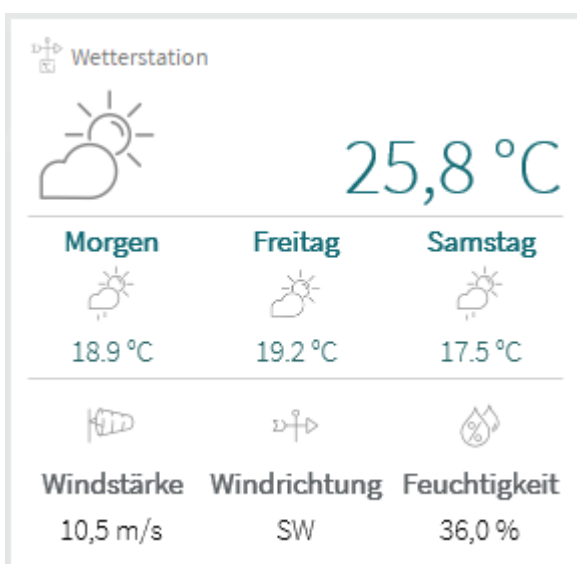 Wetterstation
25,8 °C
Morgen Freitag Samstag
18.9 °C 19.2 °C 17.5 °C
Windstärke Windrichtung Feuchtigkeit
10,5 m/s SW 36,0 %